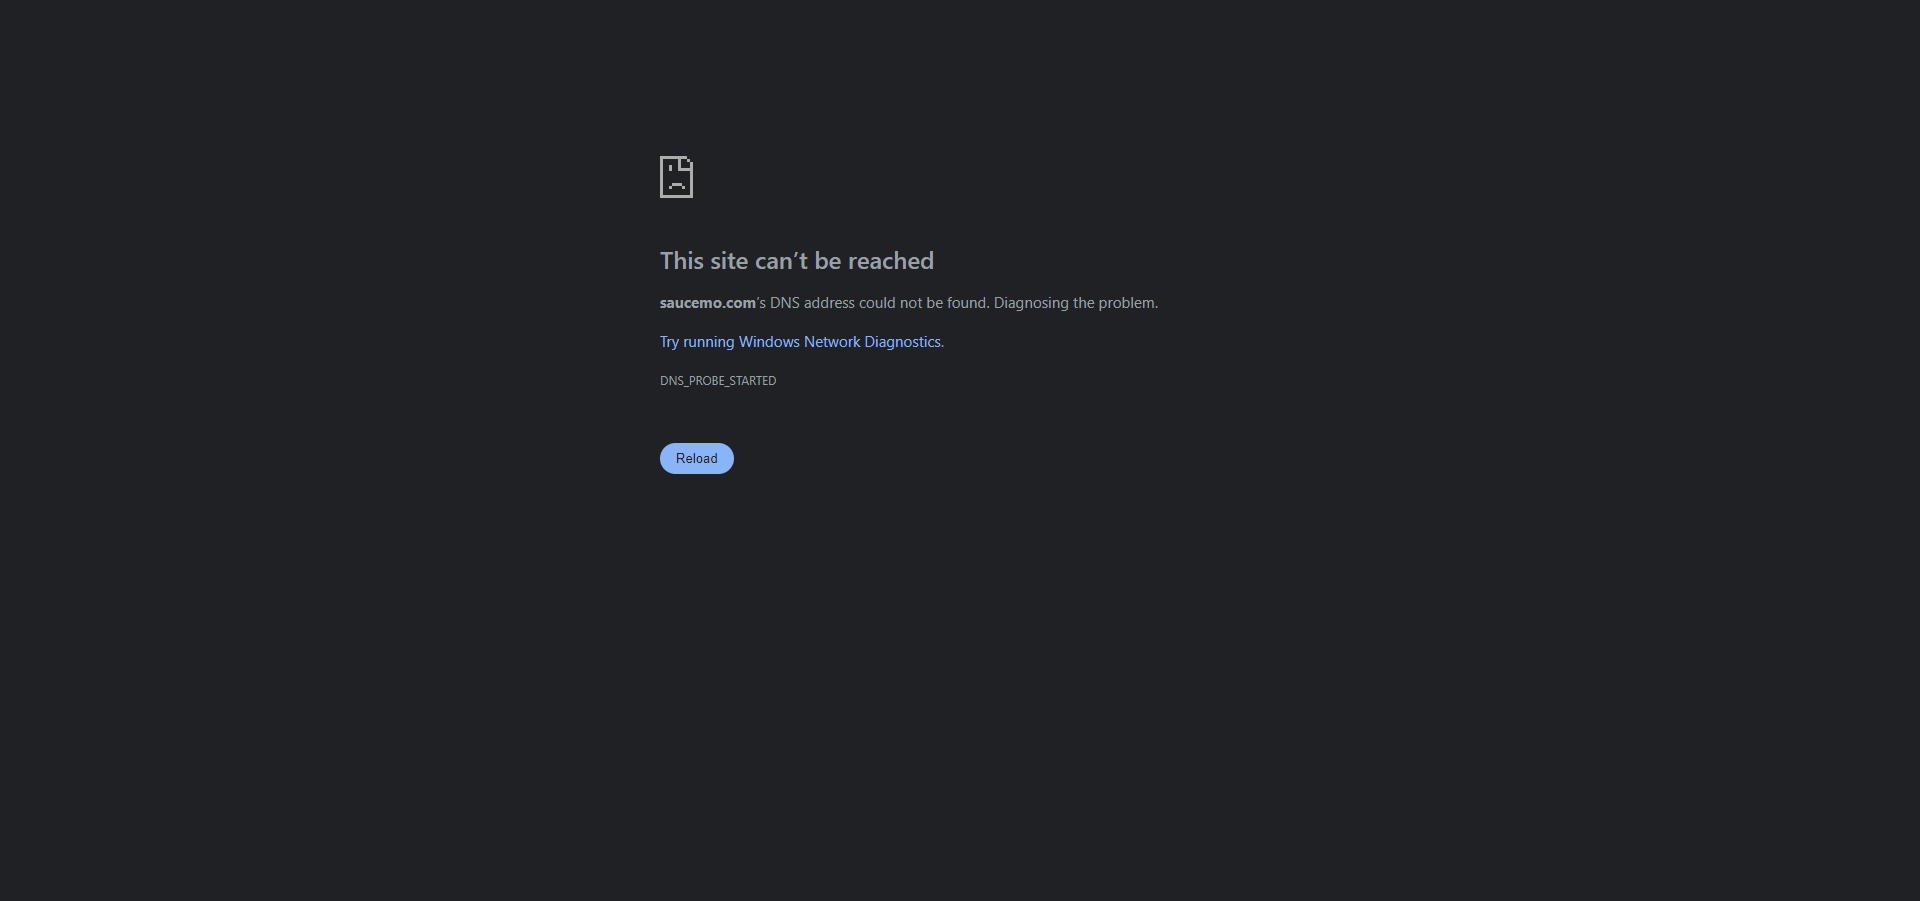 This site can’t be reached
saucemo.com’s DNS address could not be found. Diagnosing the problem.
Try running Windows Network Diagnostics.
DNS_PROBE_STARTED
Reload